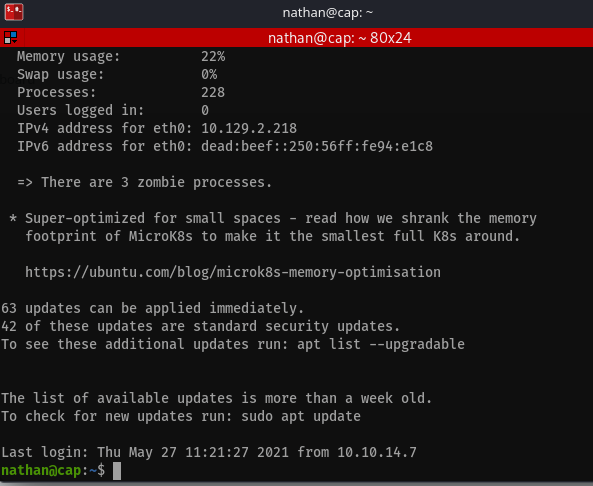 nathan@cap: ~
nathan@cap: ~ 80x24
Memory usage: 22%
Swap usage: 0%
Processes: 228
Users logged in: 0
IPv4 address for eth0: 10.129.2.218
IPv6 address for eth0: dead:beef::250:56ff:fe94:e1c8
=> There are 3 zombie processes.
* Super-optimized for small spaces - read how we shrank the memory
footprint of MicroK8s to make it the smallest full K8s around.
https://ubuntu.com/blog/microk8s-memory-optimisation
63 updates can be applied immediately.
42 of these updates are standard security updates.
To see these additional updates run: apt list --upgradable
The list of available updates is more than a week old.
To check for new updates run: sudo apt update
Last login: Thu May 27 11:21:27 2021 from 10.10.14.7
nathan@cap:~$